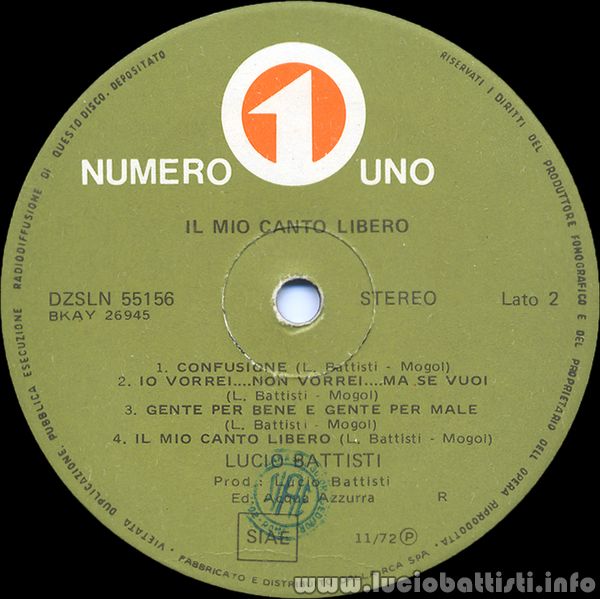 NUMERO 1 UNO
IL MIO CANTO LIBERO
DZSLN 55156 STEREO Lato 2
BKAY 26945
1. CONFUSIONE (L. Battisti - Mogol)
2. IO VORREI....NON VORREI....MA SE VUOI
(L. Battisti - Mogol)
3. GENTE PER BENE E GENTE PER MALE
(L. Battisti - Mogol)
4. IL MIO CANTO LIBERO (L. Battisti - Mogol)
LUCIO BATTISTI
Prod.: Lucio Battisti
Ed. Acqua Azzurra R
SIAE 11/72 P
RISERVATI I DIRITTI DEL PRODUTTORE FONOGRAFICO E DEL PROPRIETARIO DELL'OPERA RIPRODOTTA
VIETATA DUPLICAZIONE, PUBBLICA ESECUZIONE RADIODIFFUSIONE DI QUESTO DISCO. DEPOSITATO
FABBRICATO E DISTRIB
SPA
www.luciobattisti.info